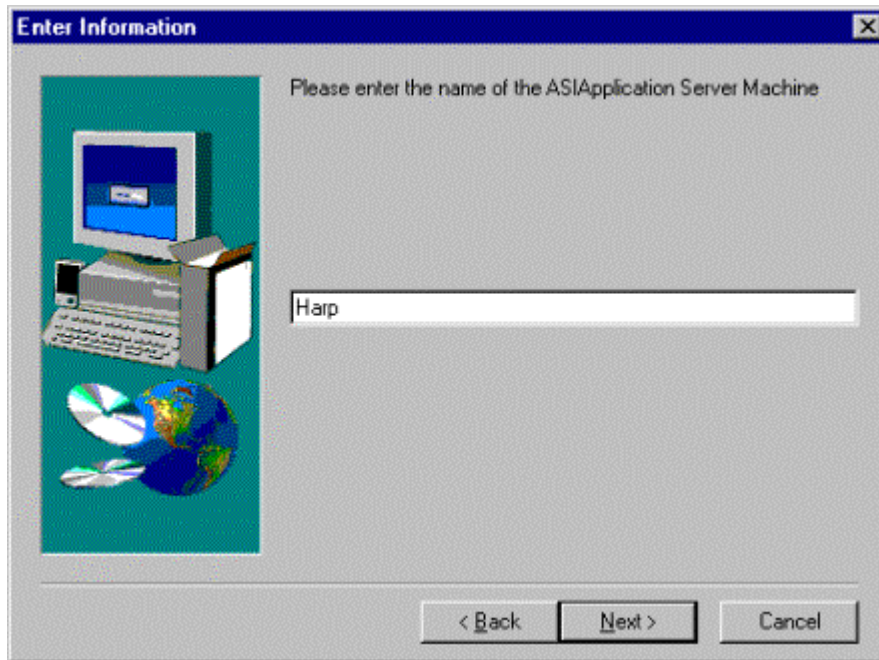 Enter Information
Please enter the name of the ASIApplication Server Machine
Harp
< Back
Next >
Cancel